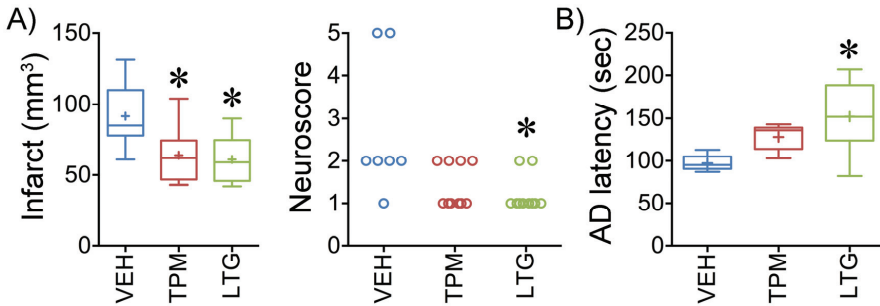 A)
Infarct (mm³)
150
100
50
0
*
*
VEH
TPM
LTG
Neuroscore
5
4
3
2
1
0
*
VEH
TPM
LTG
B)
AD latency (sec)
250
200
150
100
50
0
*
VEH
TPM
LTG